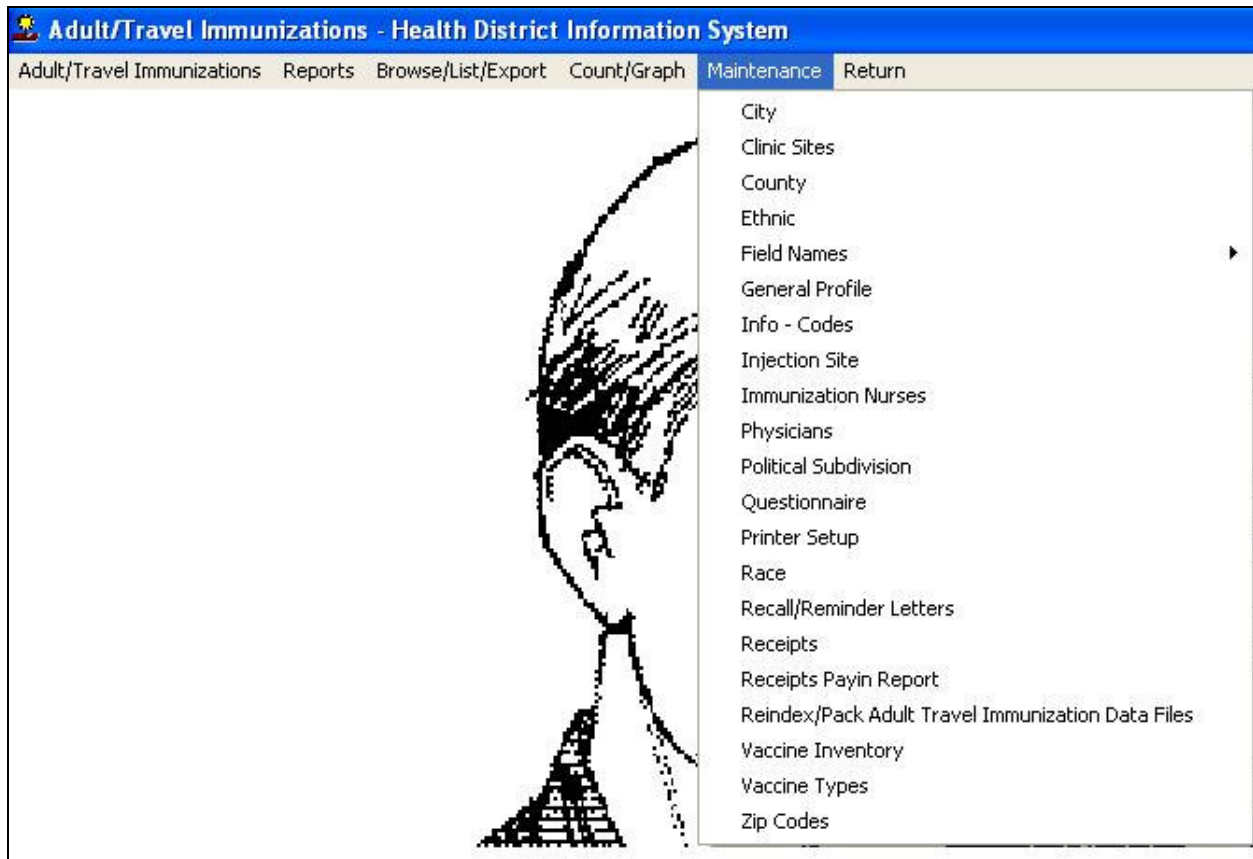 Adult/Travel Immunizations - Health District Information System
Adult/Travel Immunizations Reports Browse/List/Export Count/Graph Maintenance Return
City
Clinic Sites
County
Ethnic
Field Names
General Profile
Info - Codes
Injection Site
Immunization Nurses
Physicians
Political Subdivision
Questionnaire
Printer Setup
Race
Recall/Reminder Letters
Receipts
Receipts Payin Report
Reindex/Pack Adult Travel Immunization Data Files
Vaccine Inventory
Vaccine Types
Zip Codes